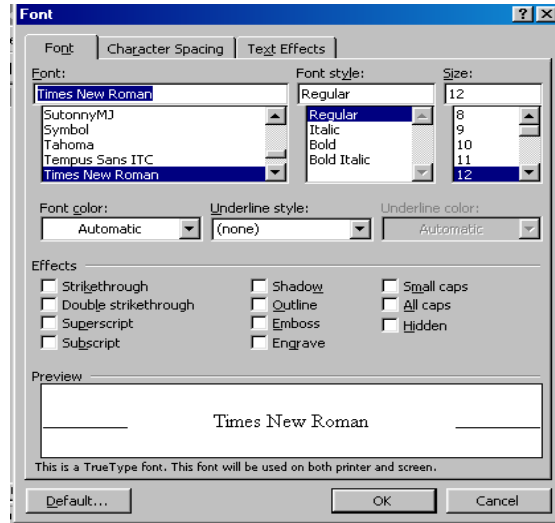 Font
Font Character Spacing Text Effects
Font: Font style: Size:
Times New Roman Regular 12
SutonnyMJ Regular 8
Symbol Italic 9
Tahoma Bold 10
Tempus Sans ITC Bold Italic 11
Times New Roman 12
Font color: Underline style: Underline color:
Automatic (none) Automatic
Effects
Strikethrough Shadow Small caps
Double strikethrough Outline All caps
Superscript Emboss Hidden
Subscript Engrave
Preview
Times New Roman
This is a TrueType font. This font will be used on both printer and screen.
Default... OK Cancel